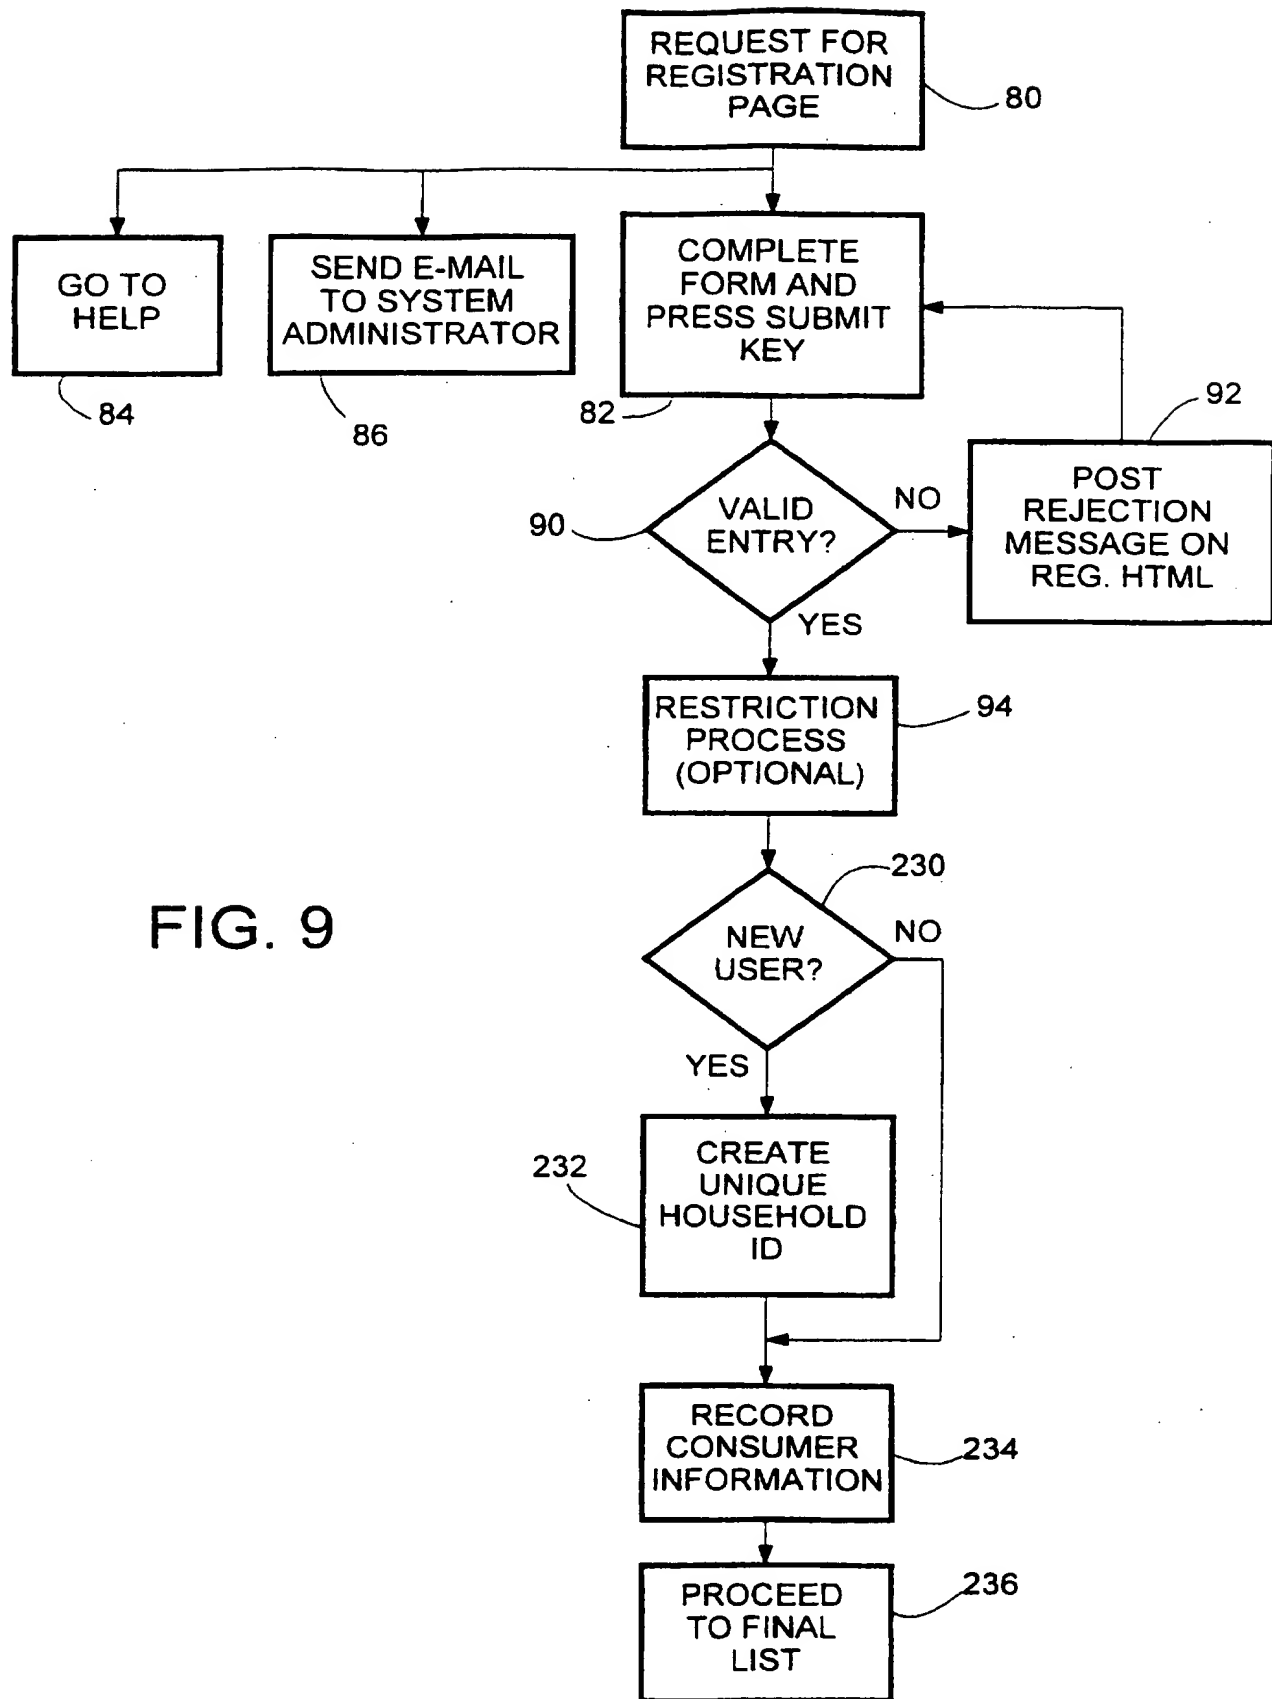 REQUEST FOR
REGISTRATION
PAGE
80
GO TO
HELP
84
SEND E-MAIL
TO SYSTEM
ADMINISTRATOR
86
COMPLETE
FORM AND
PRESS SUBMIT
KEY
82
92
POST
REJECTION
MESSAGE ON
REG. HTML
90
VALID
ENTRY?
NO
YES
RESTRICTION
PROCESS
(OPTIONAL)
94
230
NEW
USER?
NO
YES
FIG. 9
232
CREATE
UNIQUE
HOUSEHOLD
ID
RECORD
CONSUMER
INFORMATION
234
PROCEED
TO FINAL
LIST
236